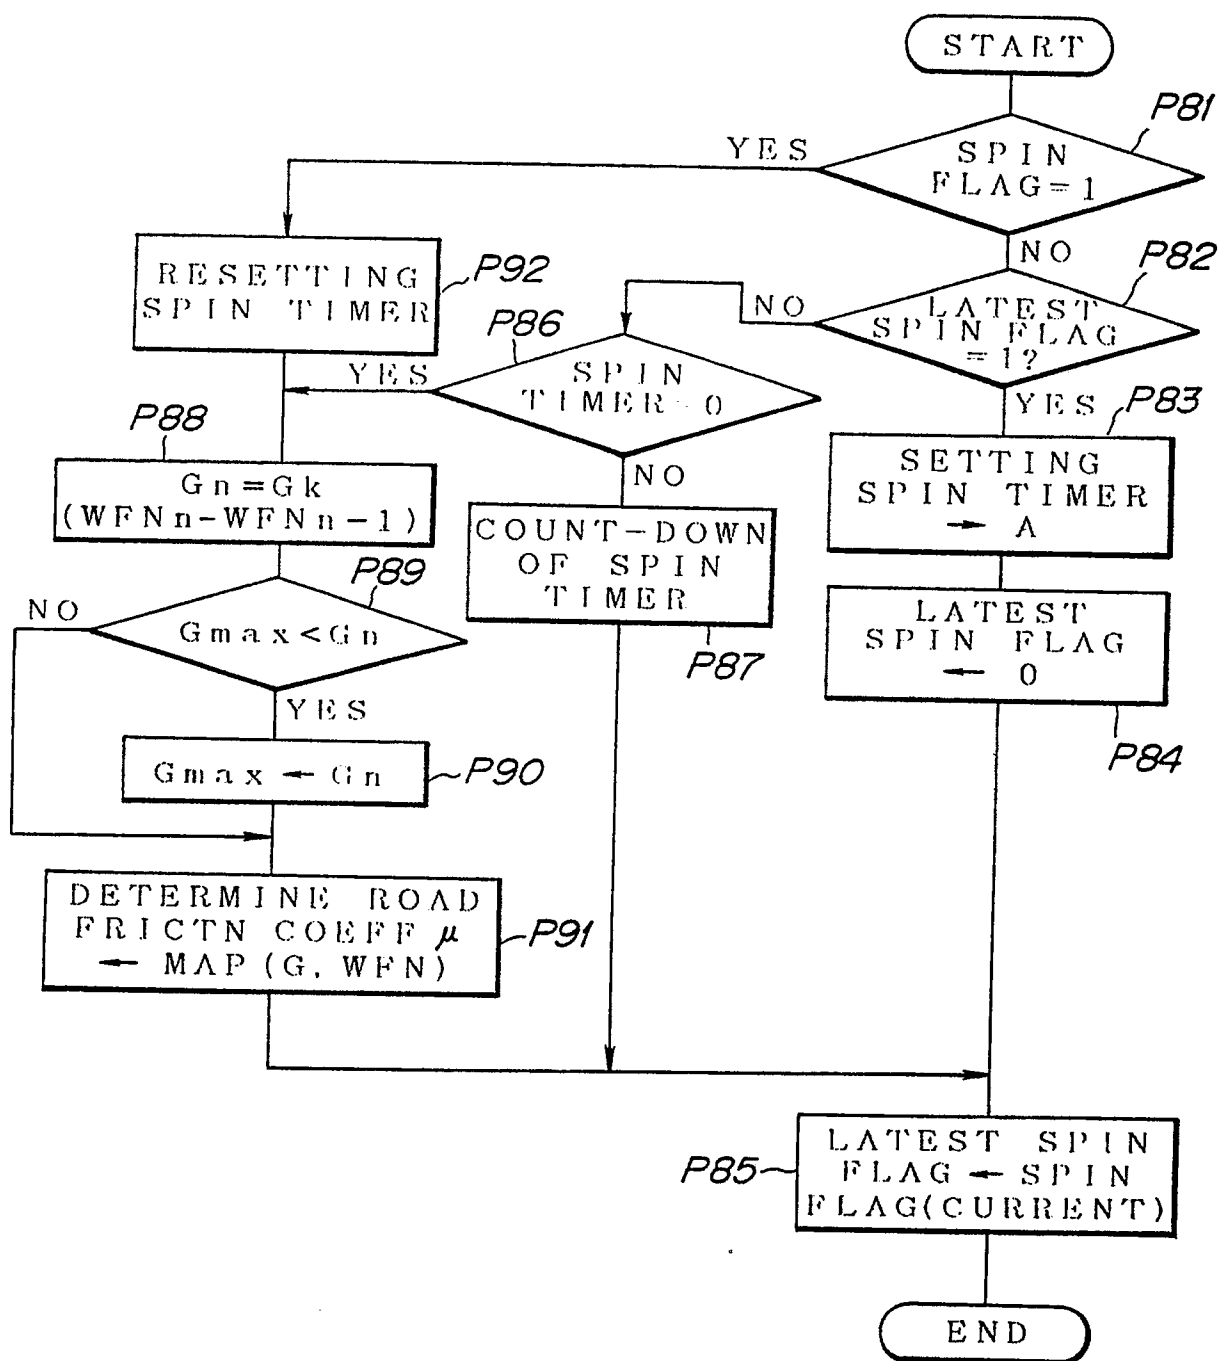 START
P81
SPIN
FLAG=1
YES
NO
P82
LATEST
SPIN FLAG
=1?
NO
YES
RESETTING
SPIN TIMER
P92
P86
SPIN
TIMER-0
YES
NO
P83
SETTING
SPIN TIMER
→ A
P88
Gn=Gk
(WFNn-WFNn-1)
COUNT-DOWN
OF SPIN
TIMER
P87
P89
Gmax<Gn
NO
YES
LATEST
SPIN FLAG
← 0
P84
Gmax ← Gn
P90
DETERMINE ROAD
FRICTN COEFF μ
← MAP(G, WFN)
P91
P85
LATEST SPIN
FLAG ← SPIN
FLAG(CURRENT)
END